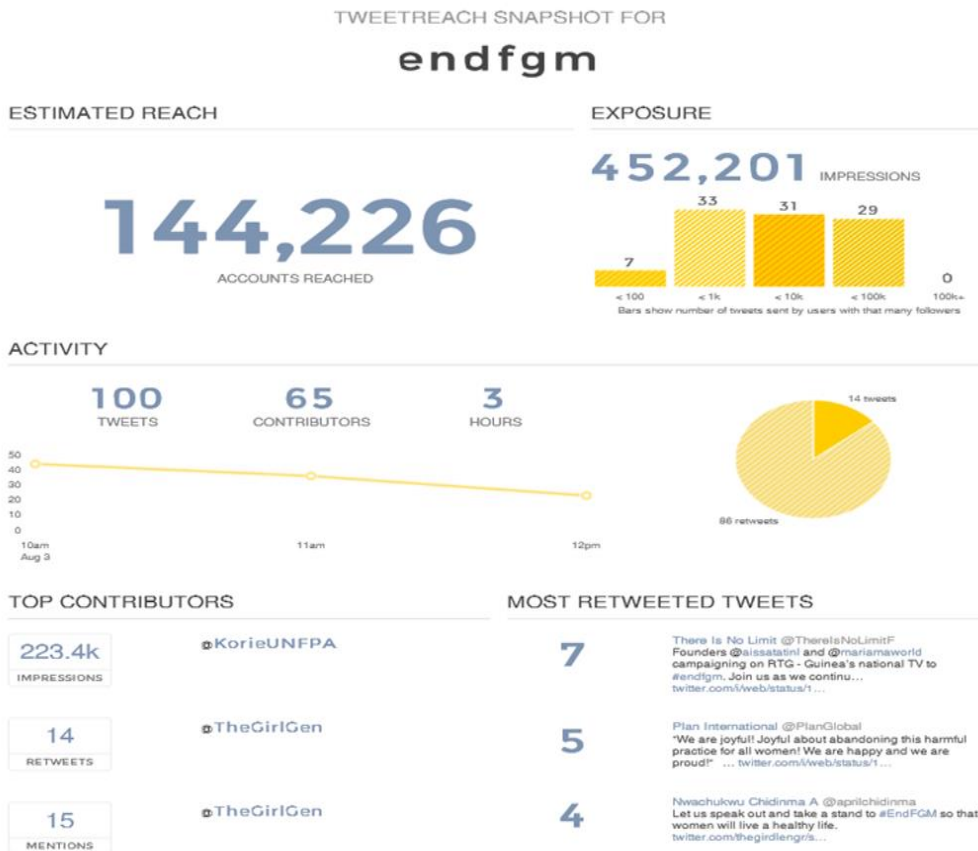 TWEETREACH SNAPSHOT FOR
endfgm
ESTIMATED REACH
144,226
ACCOUNTS REACHED
EXPOSURE
452,201 IMPRESSIONS
7
33
31
29
0
< 100
< 1k
< 10k
< 100k
100k+
Bars show number of tweets sent by users with that many followers
ACTIVITY
100
TWEETS
65
CONTRIBUTORS
3
HOURS
50
40
30
20
10
0
10am
Aug 3
11am
12pm
14 tweets
86 retweets
TOP CONTRIBUTORS
223.4k
IMPRESSIONS
@KorieUNFPA
14
RETWEETS
@TheGirlGen
15
MENTIONS
@TheGirlGen
MOST RETWEETED TWEETS
7
There Is No Limit @ThereIsNoLimitF
Founders @aissatatinl and @mariamaworld
campaigning on RTG - Guinea's national TV to
#endfgm. Join us as we continu…
twitter.com/i/web/status/1…
5
Plan International @PlanGlobal
"We are joyful! Joyful about abandoning this harmful
practice for all women! We are happy and we are
proud!" … twitter.com/i/web/status/1…
4
Nwachukwu Chidinma A @aprilchidinma
Let us speak out and take a stand to #EndFGM so that
women will live a healthy life.
twitter.com/thegirdlengr/s…